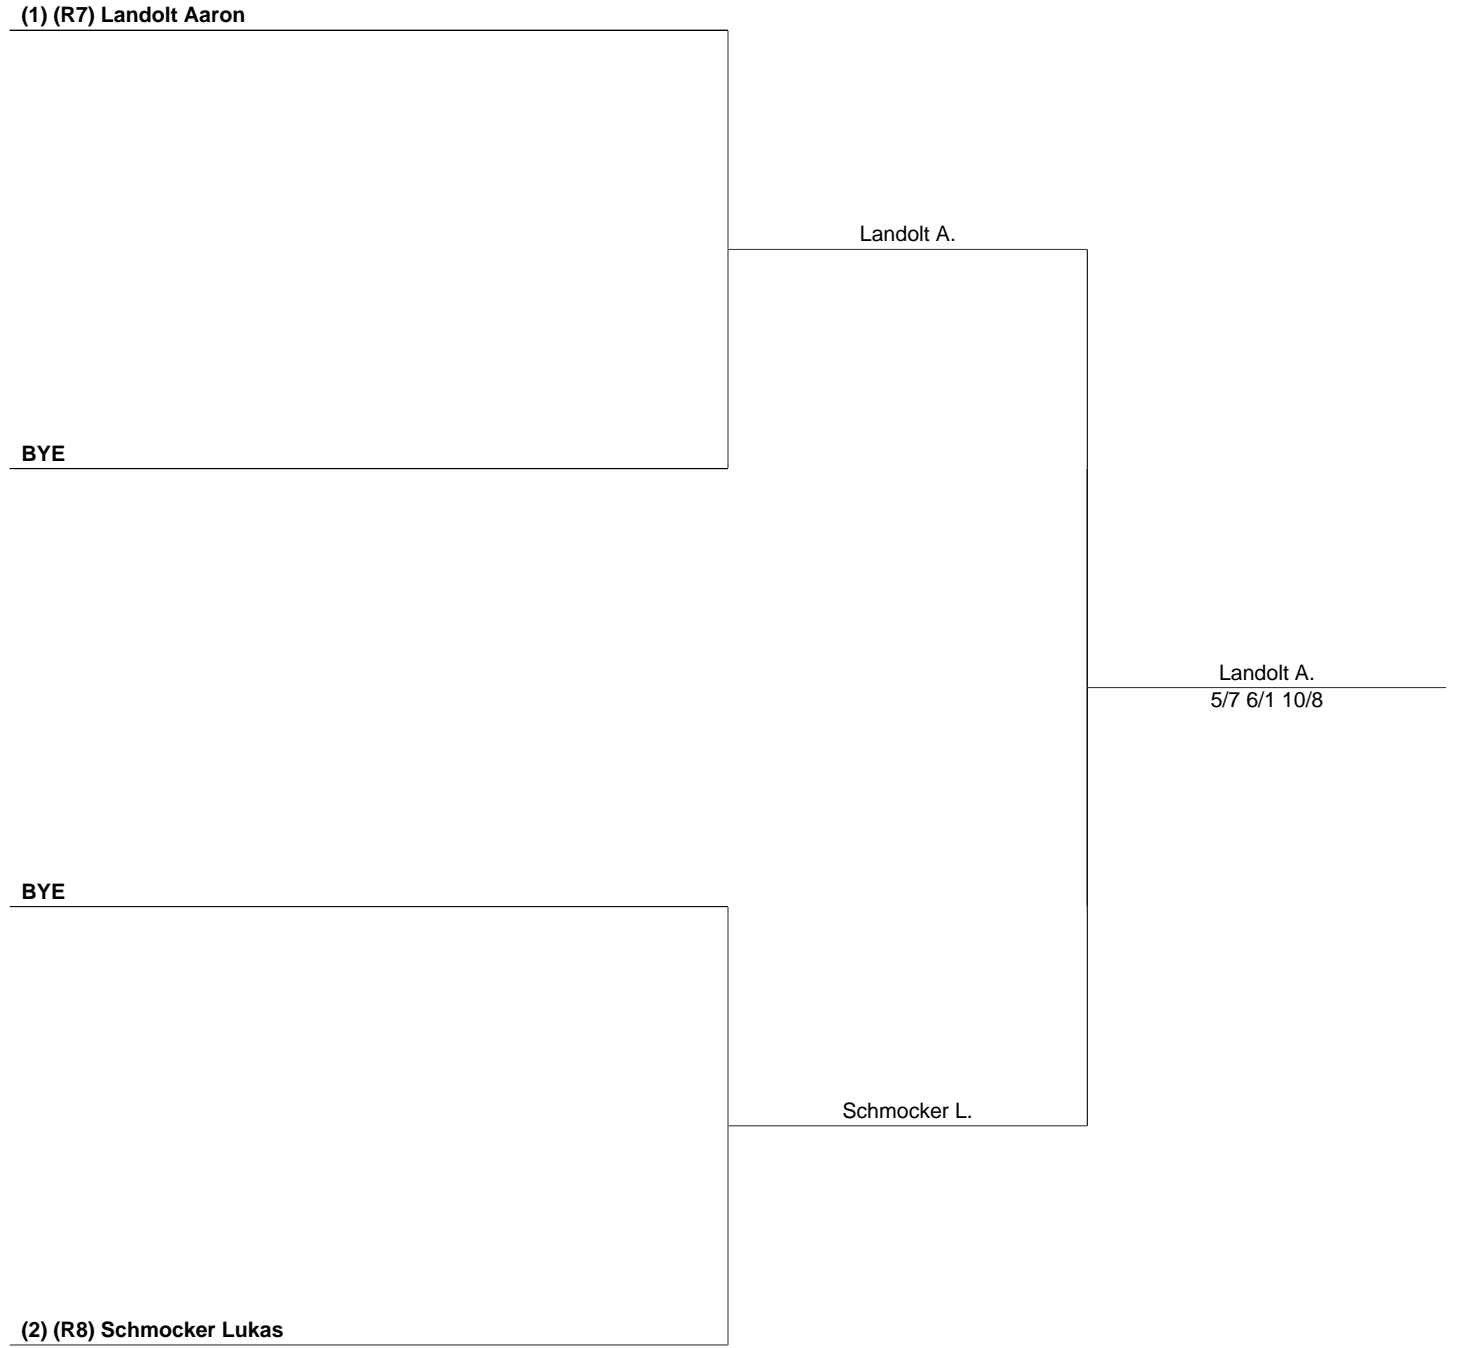 (1) (R7) Landolt Aaron
Landolt A.
BYE
Landolt A.
5/7 6/1 10/8
BYE
Schmocker L.
(2) (R8) Schmocker Lukas